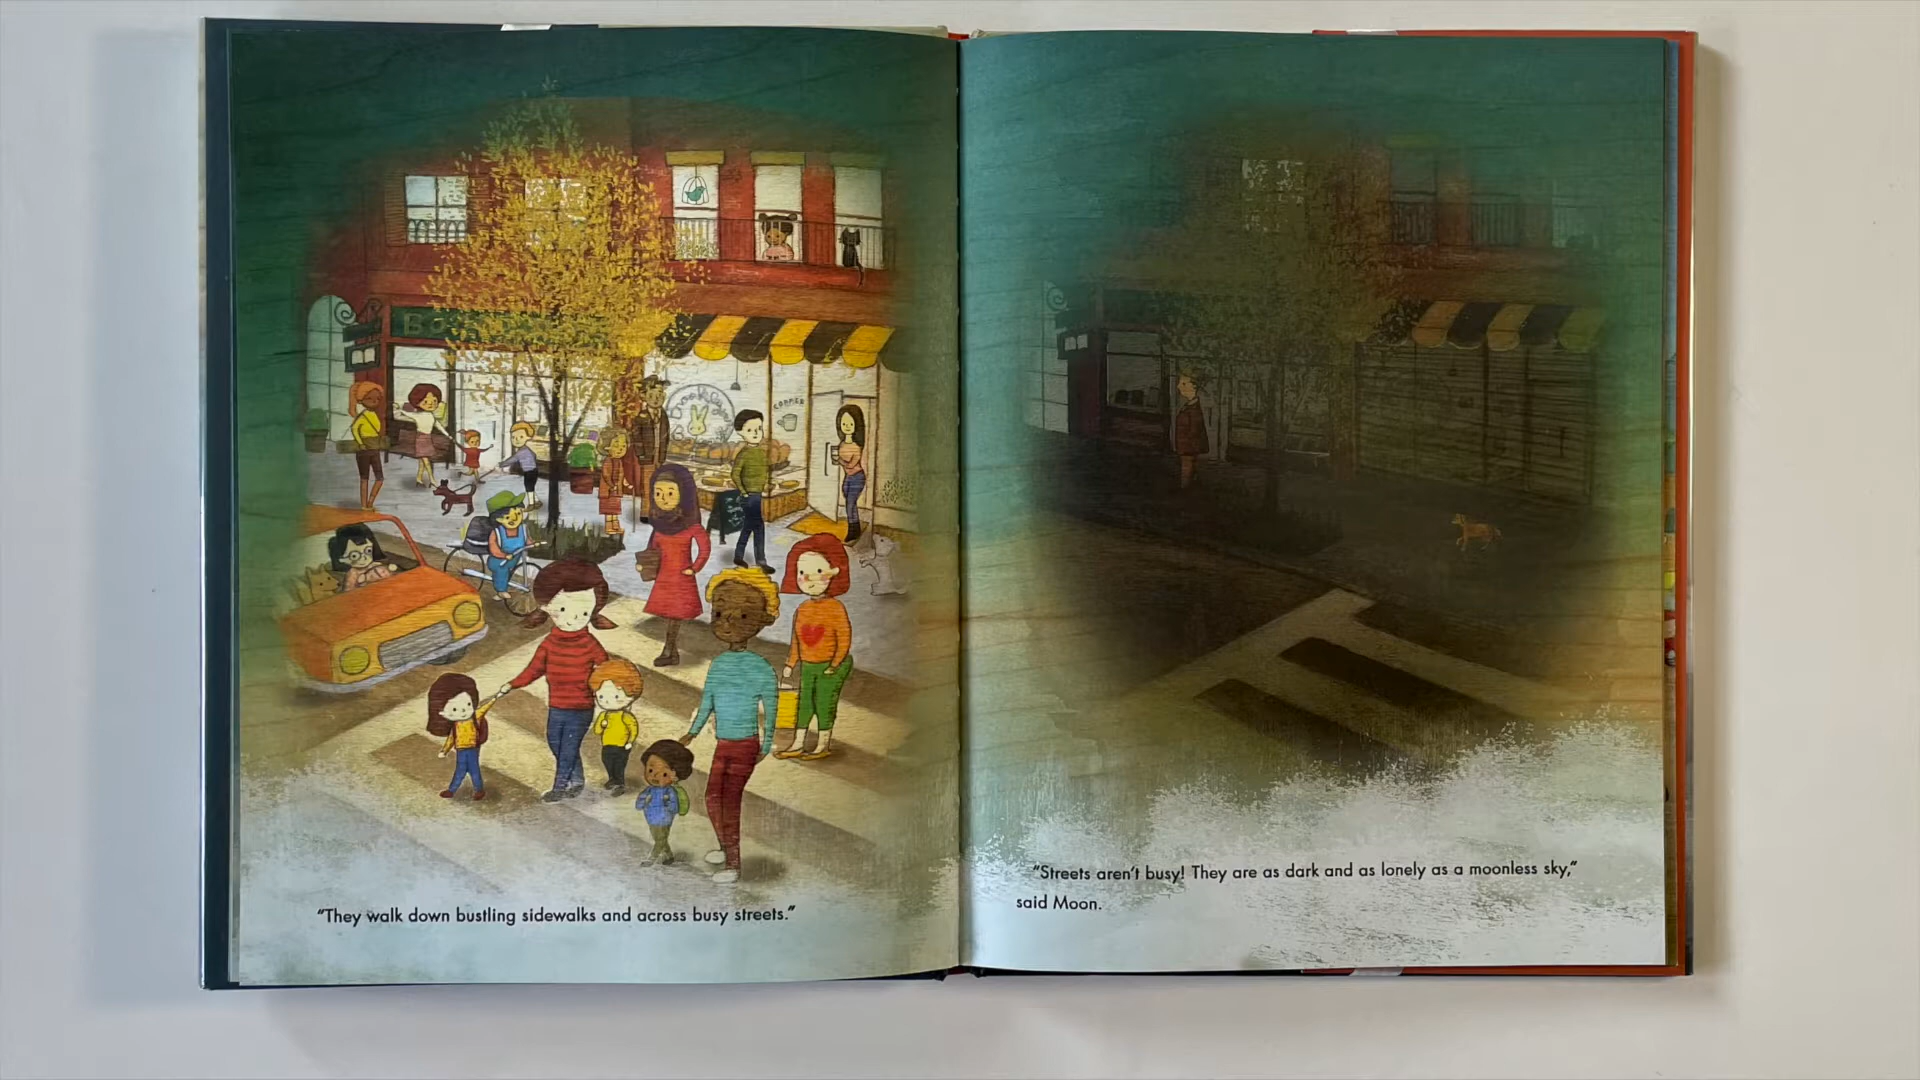 “They walk down bustling sidewalks and across busy streets.”
“Streets aren’t busy! They are as dark and as lonely as a moonless sky,”
said Moon.